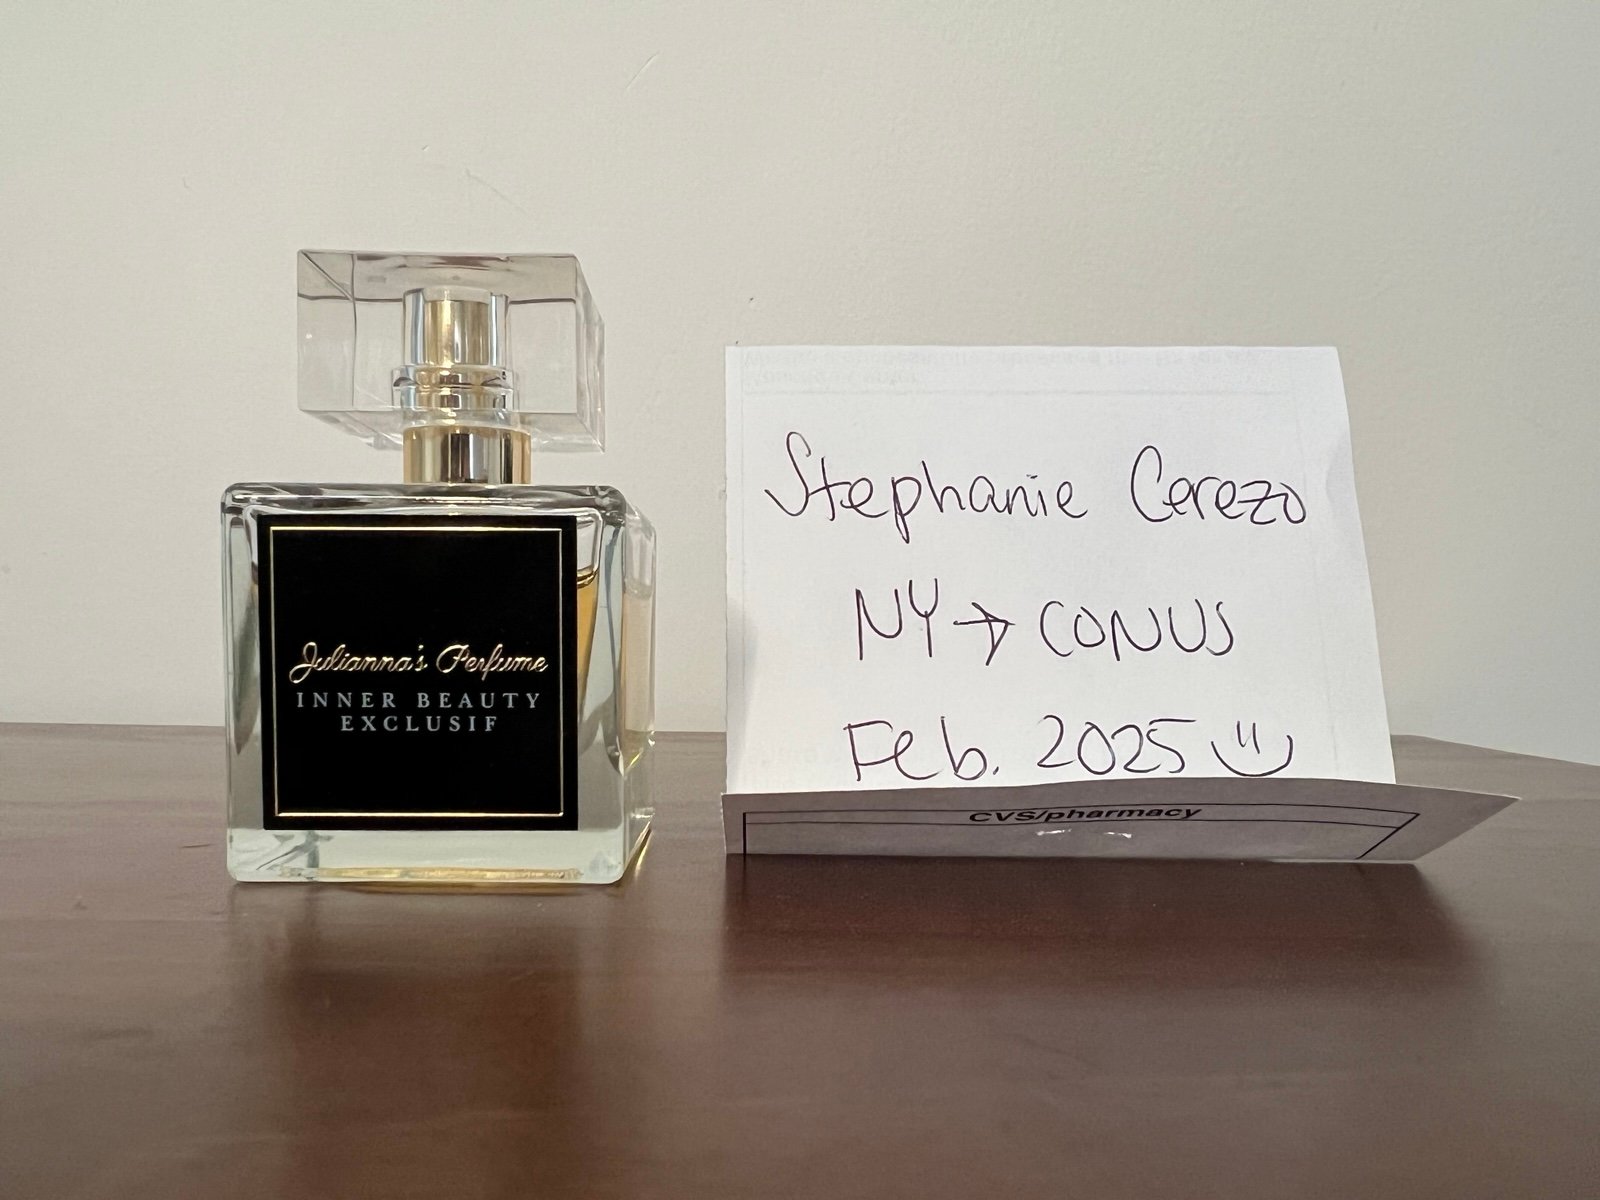 Julianna's Perfume
INNER BEAUTY
EXCLUSIF
Stephanie Cerezo
NY → CONUS
Feb. 2025 :)
CVS/pharmacy